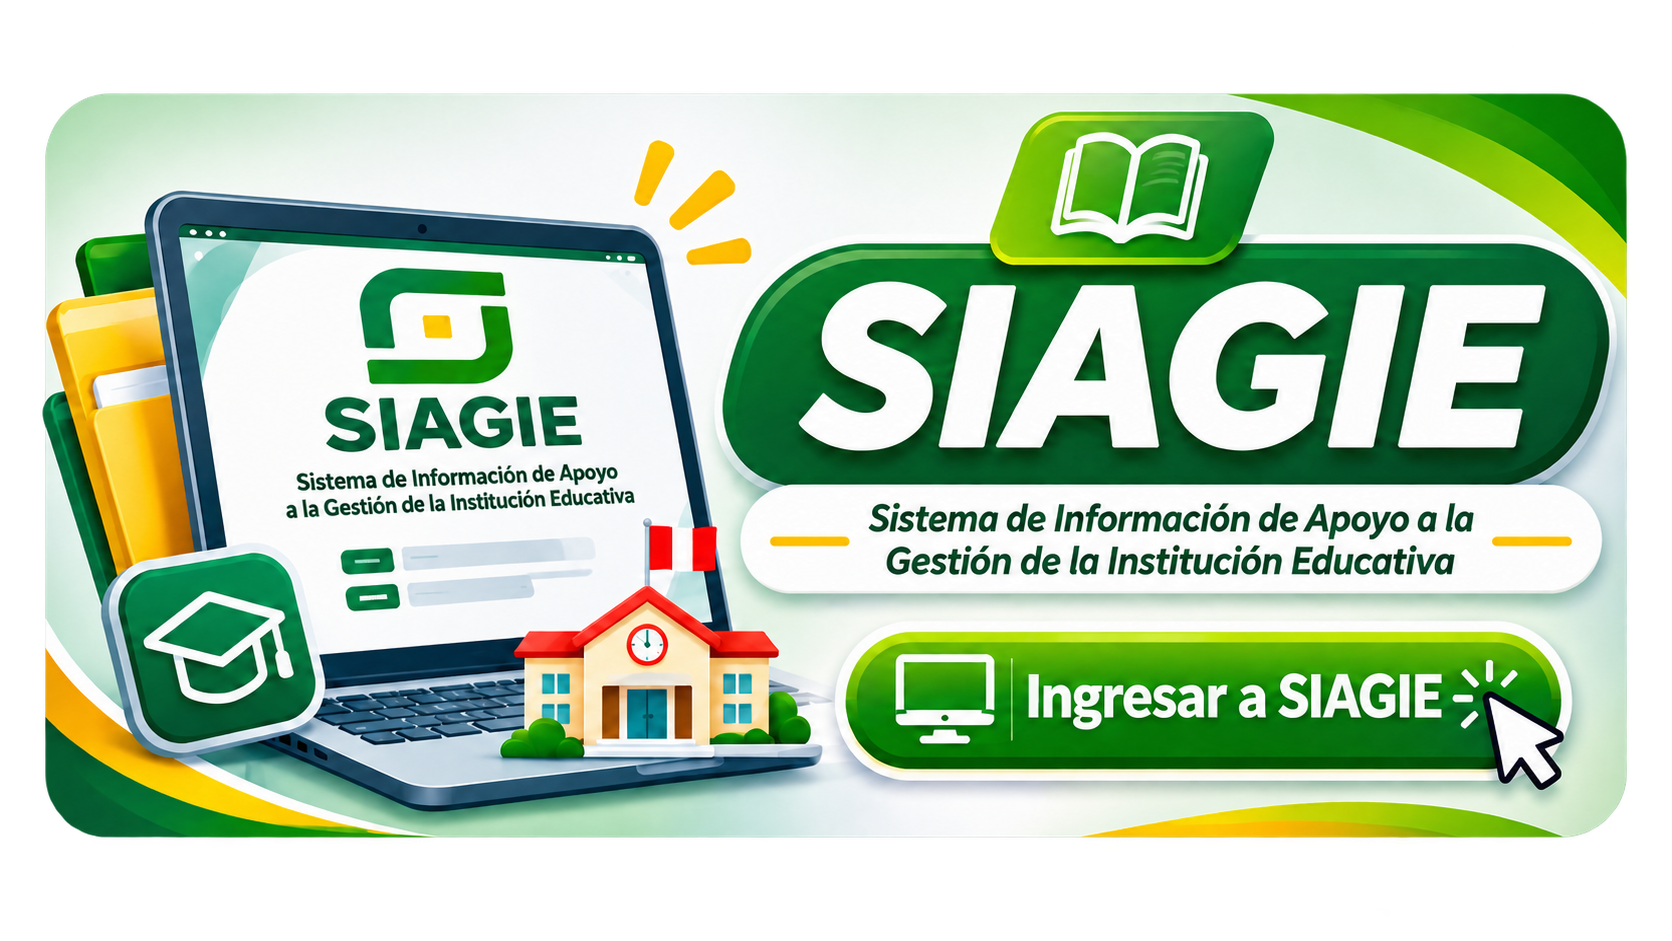 SIAGIE
Sistema de Información de Apoyo
a la Gestión de la Institución Educativa
SIAGIE
Sistema de Información de Apoyo a la
Gestión de la Institución Educativa
Ingresar a SIAGIE